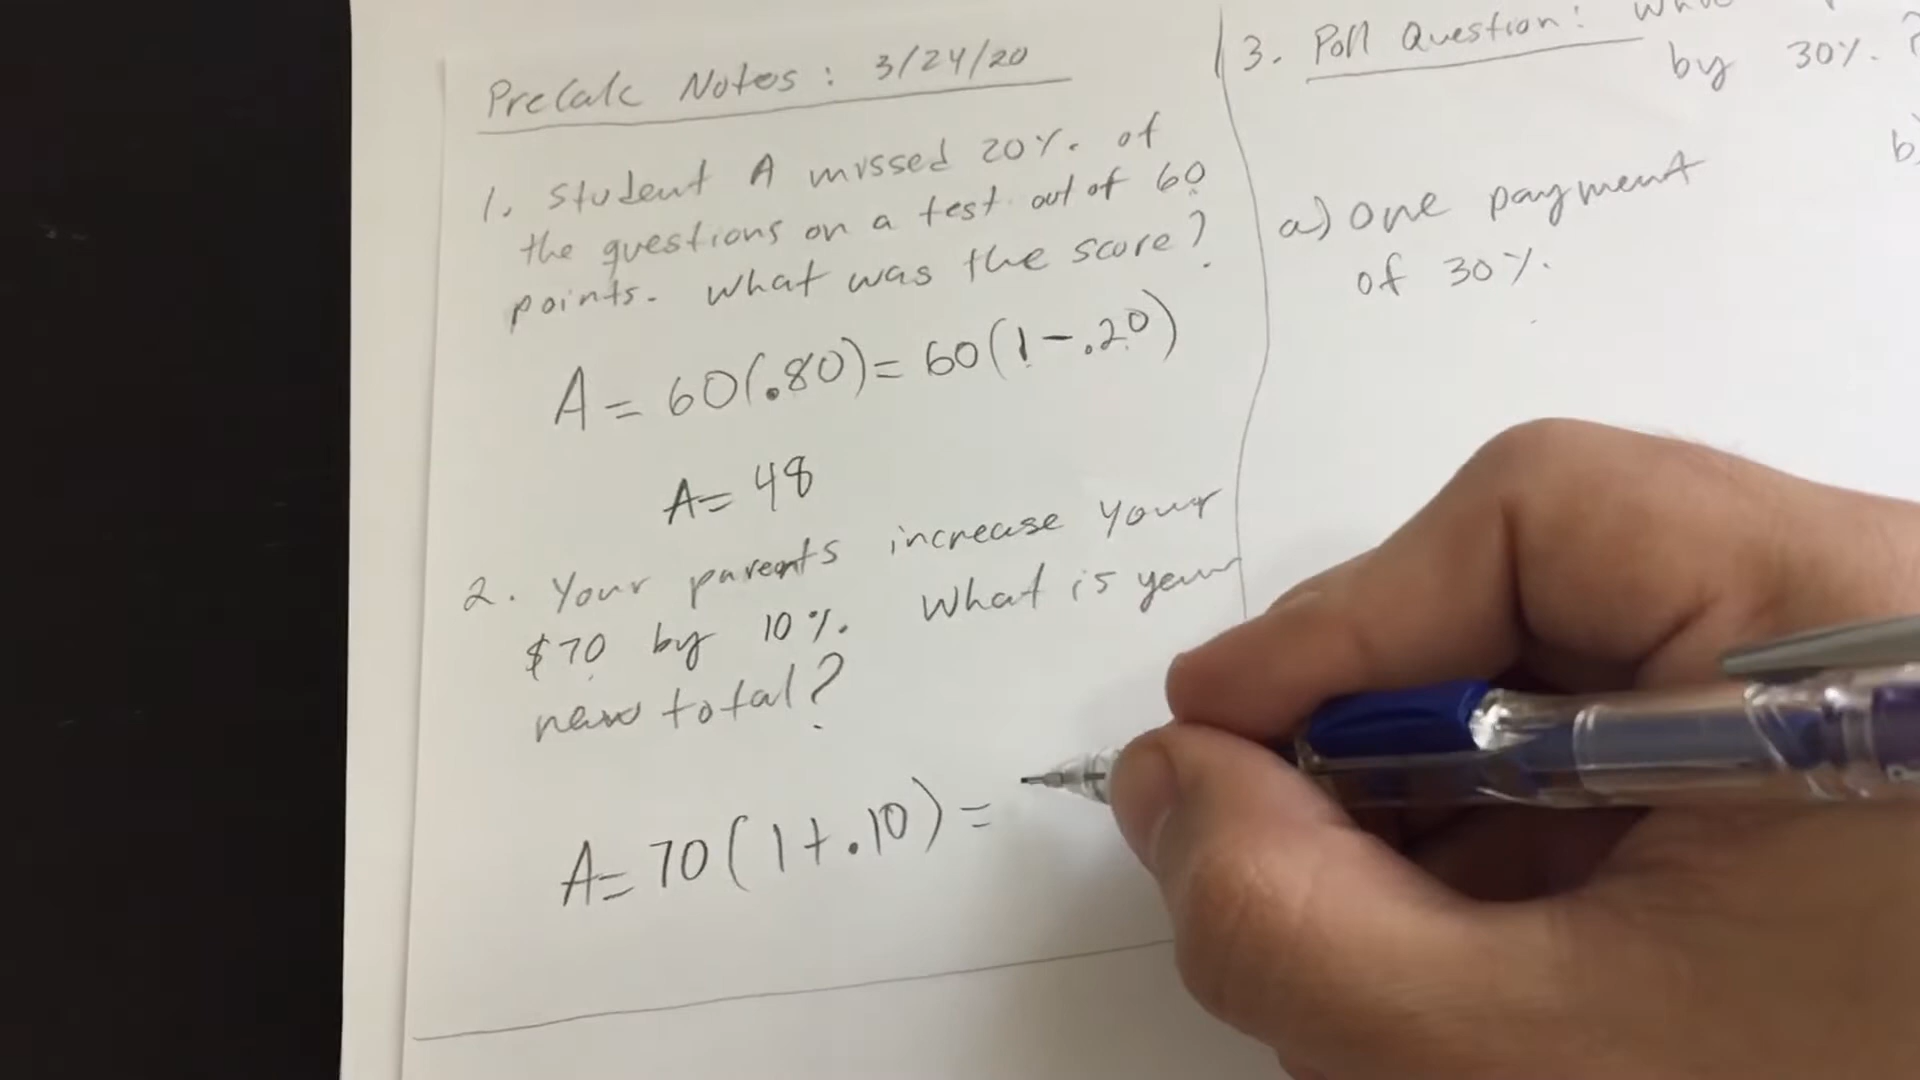 PreCalc Notes: 3/24/20
1. Student A missed 20% of
the questions on a test out of 60
points. What was the score?
A = 60(.80) = 60(1-.20)
A = 48
2. Your parents increase your
$70 by 10%. What is your
new total?
A = 70(1+.10) =
3. Poll Question:
by 30%. ?
a) One payment
of 30%.
b)